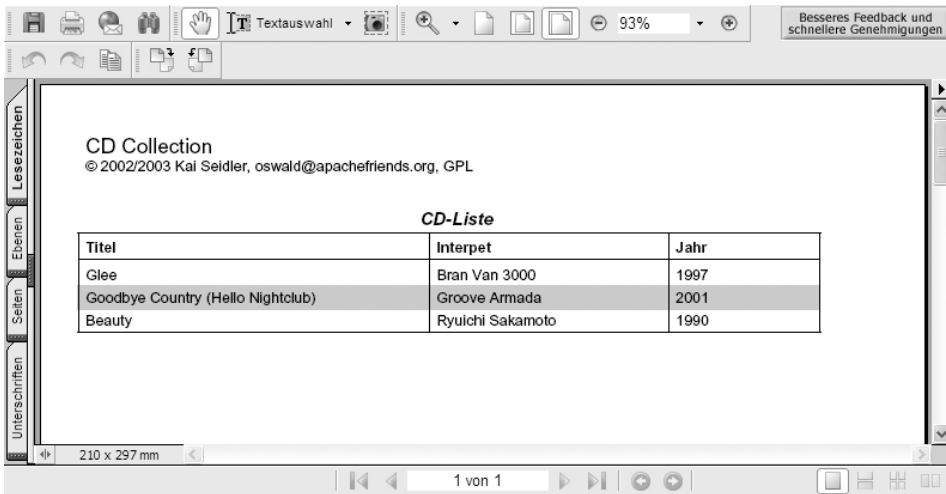 Textauswahl
93%
Besseres Feedback und
schnellere Genehmigungen
Lesezeichen
Ebenen
Seiten
Unterschriften
CD Collection
© 2002/2003 Kai Seidler, oswald@apachefriends.org, GPL
CD-Liste
Titel Interpet Jahr
Glee Bran Van 3000 1997
Goodbye Country (Hello Nightclub) Groove Armada 2001
Beauty Ryuichi Sakamoto 1990
210 x 297 mm
1 von 1